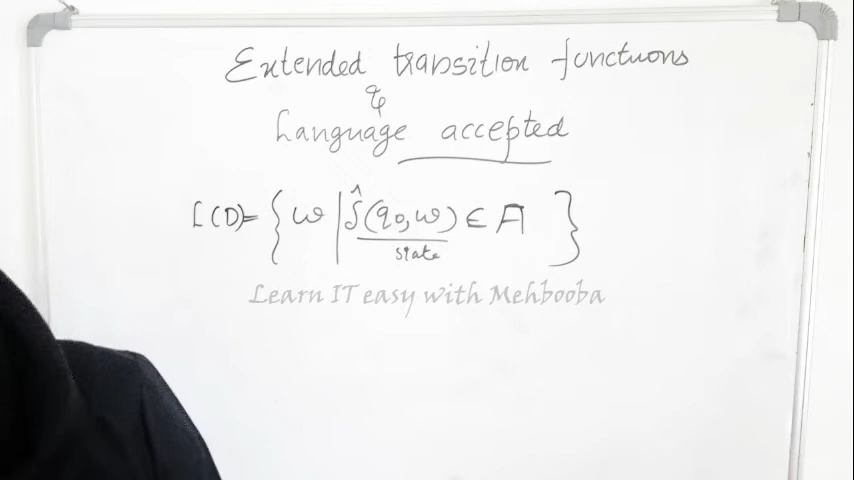 Extended transition functions
&
Language accepted
L(D)= { w | δ̂(q₀,w) ∈ A }
state
Learn IT easy with Mehbooba